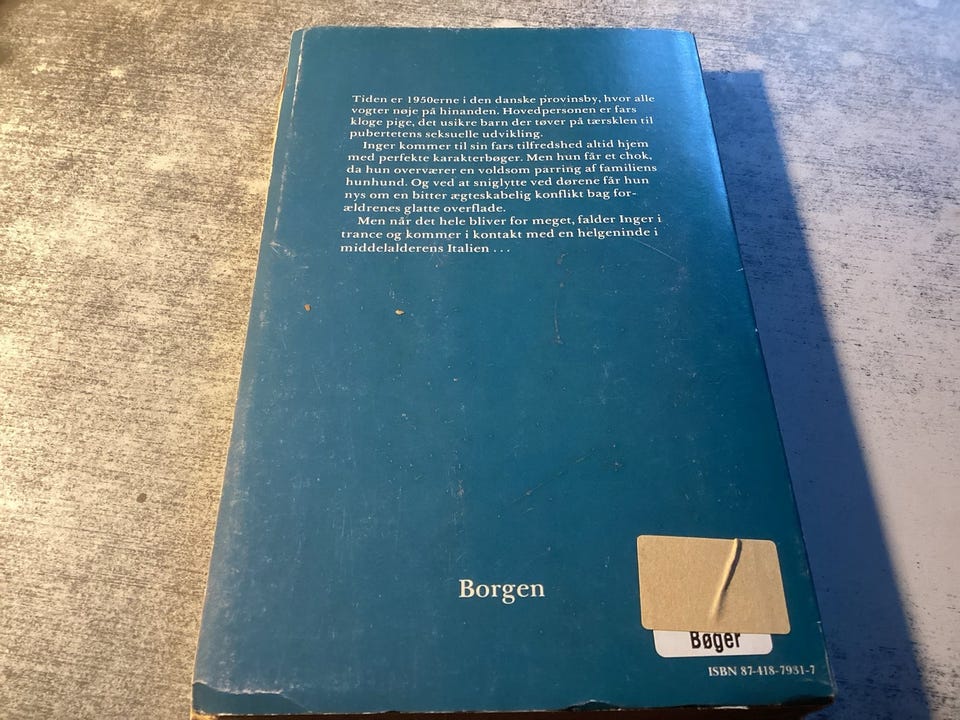 Tiden er 1950erne i den danske provinsby, hvor alle
vogter nøje på hinanden. Hovedpersonen er fars
kloge pige, det usikre barn der tøver på tærsklen til
pubertetens seksuelle udvikling.
Inger kommer til sin fars tilfredshed altid hjem
med perfekte karakterbøger. Men hun får et chok,
da hun overværer en voldsom parring af familiens
hunhund. Og ved at sniglytte ved dørene får hun
nys om en bitter ægteskabelig konflikt bag for-
ældrenes glatte overflade.
Men når det hele bliver for meget, falder Inger i
trance og kommer i kontakt med en helgeninde i
middelalderens Italien . . .
Borgen
Bøger
ISBN 87-418-7931-7